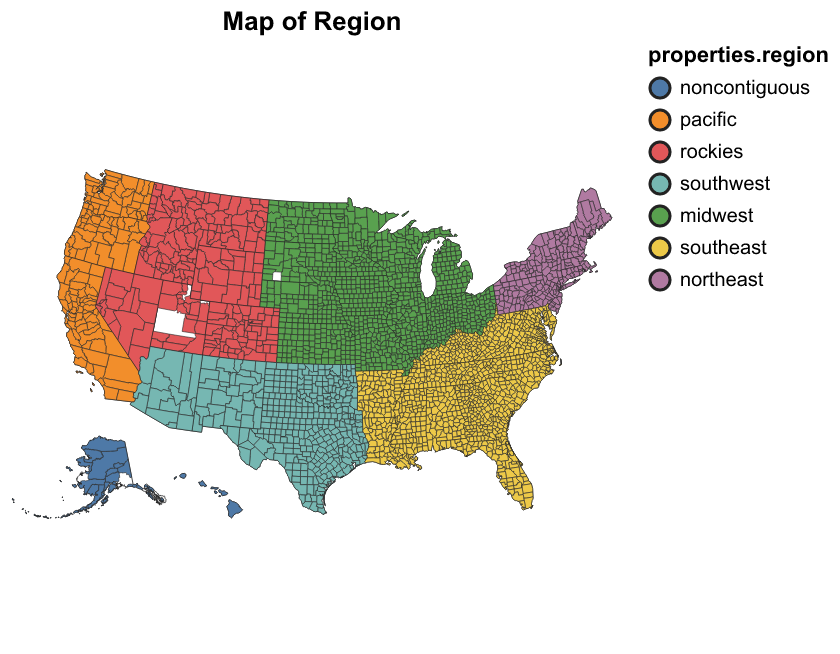 Map of Region
properties.region
noncontiguous
pacific
rockies
southwest
midwest
southeast
northeast